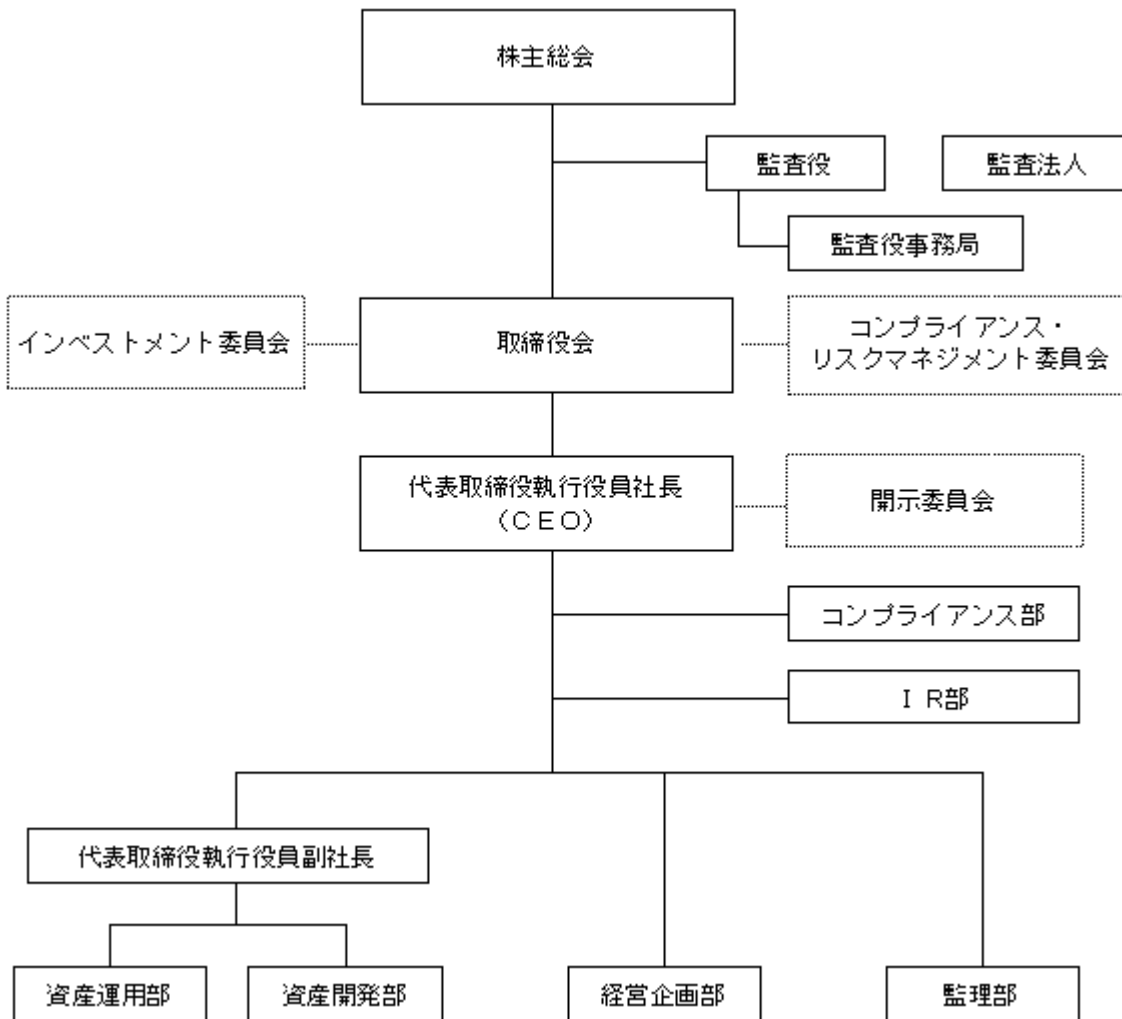 株主総会
監査役
監査法人
監査役事務局
インベストメント委員会
取締役会
コンプライアンス・
リスクマネジメント委員会
代表取締役執行役員社長
(ＣＥＯ)
開示委員会
コンプライアンス部
ＩＲ部
代表取締役執行役員副社長
資産運用部
資産開発部
経営企画部
監理部